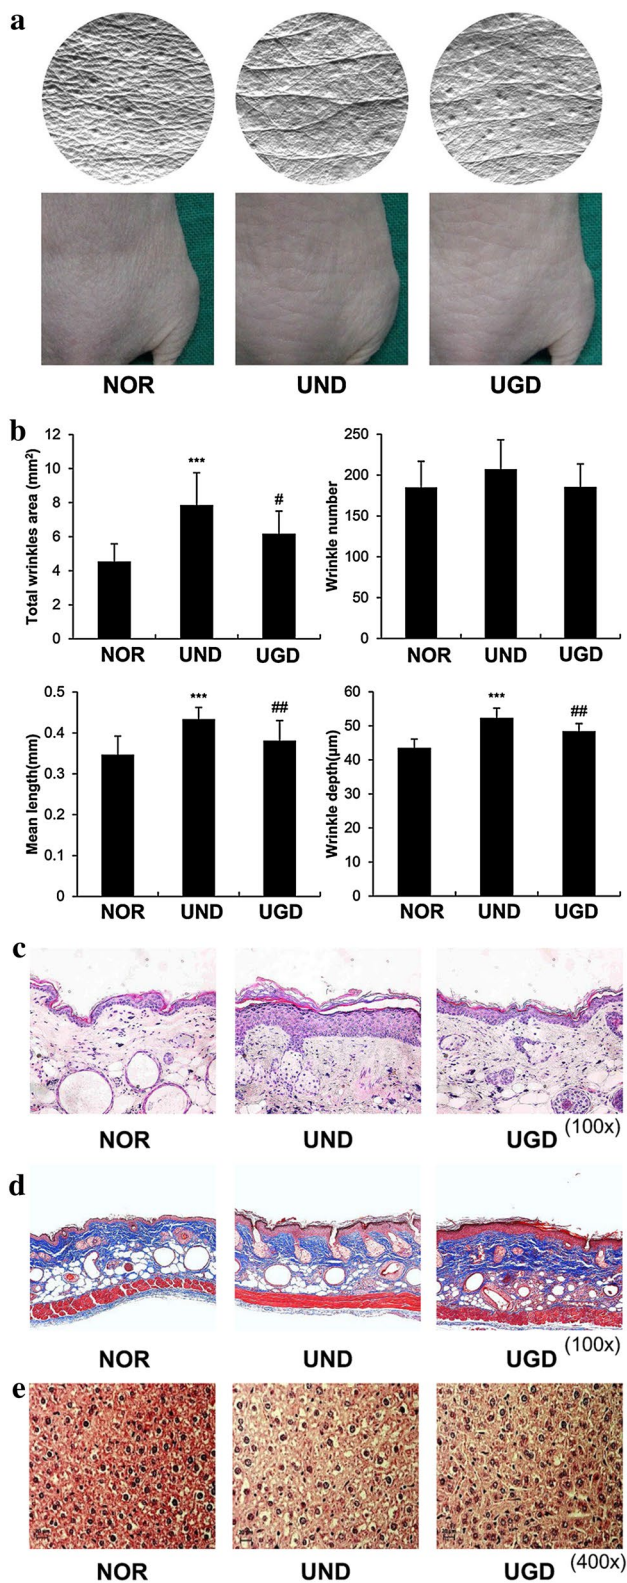 a
NOR UND UGD
b
Total wrinkles area (mm²)
12
10
8
6
4
2
0
***
#
NOR UND UGD
Wrinkle number
250
200
150
100
50
0
NOR UND UGD
Mean length(mm)
0.5
0.4
0.3
0.2
0.1
0
***
##
NOR UND UGD
Wrinkle depth(μm)
60
50
40
30
20
10
0
***
##
NOR UND UGD
c
NOR UND UGD (100x)
d
NOR UND UGD (100x)
e
NOR UND UGD (400x)